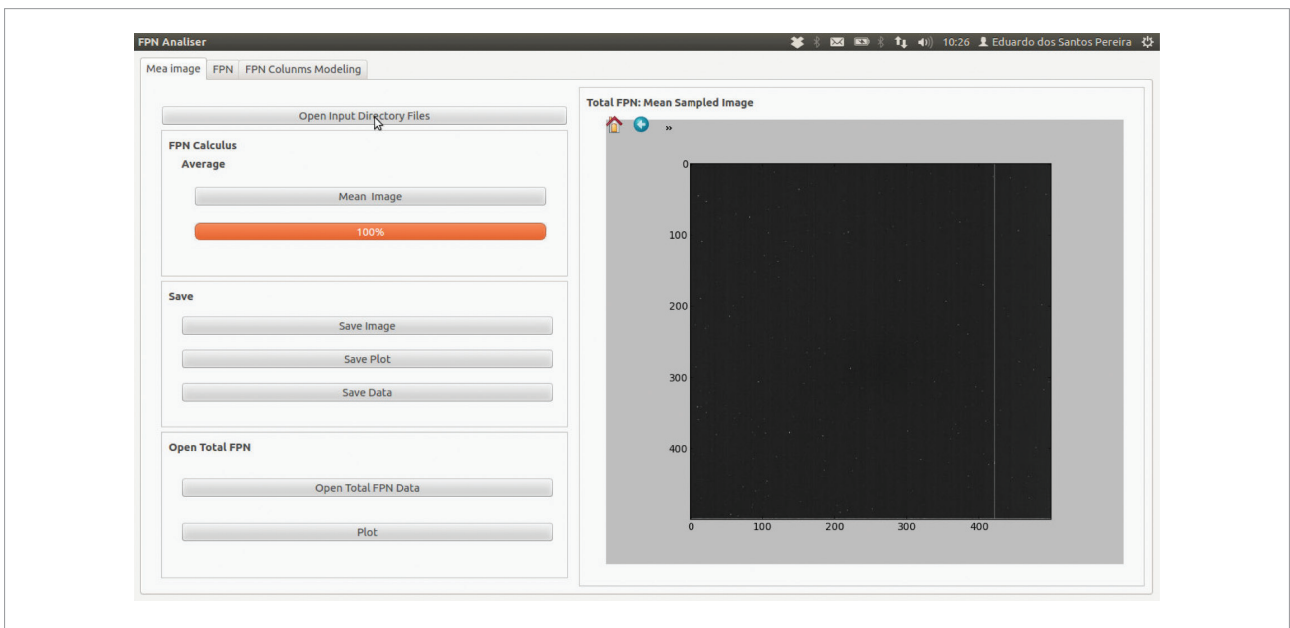 FPN Analiser
10:26 Eduardo dos Santos Pereira
Mea image FPN FPN Colunms Modeling
Open Input Directory Files
FPN Calculus
Average
Mean Image
100%
Save
Save Image
Save Plot
Save Data
Open Total FPN
Open Total FPN Data
Plot
Total FPN: Mean Sampled Image
»
0
100
200
300
400
0 100 200 300 400